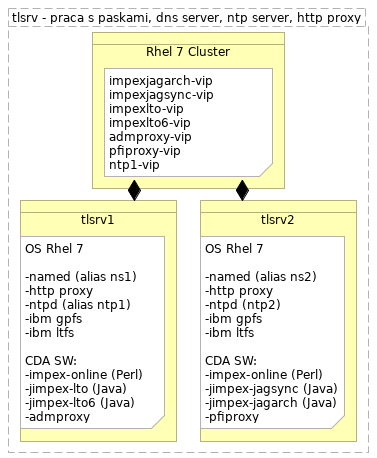 tlsrv - praca s paskami, dns server, ntp server, http proxy
Rhel 7 Cluster
impexjagarch-vip
impexjagsync-vip
impexlto-vip
impexlto6-vip
admproxy-vip
pfiproxy-vip
ntp1-vip
tlsrv1
OS Rhel 7
-named (alias ns1)
-http proxy
-ntpd (alias ntp1)
-ibm gpfs
-ibm ltfs
CDA SW:
-impex-online (Perl)
-jimpex-lto (Java)
-jimpex-lto6 (Java)
-admproxy
tlsrv2
OS Rhel 7
-named (alias ns2)
-http proxy
-ntpd (ntp2)
-ibm gpfs
-ibm ltfs
CDA SW:
-impex-online (Perl)
-jimpex-jagsync (Java)
-jimpex-jagarch (Java)
-pfiproxy